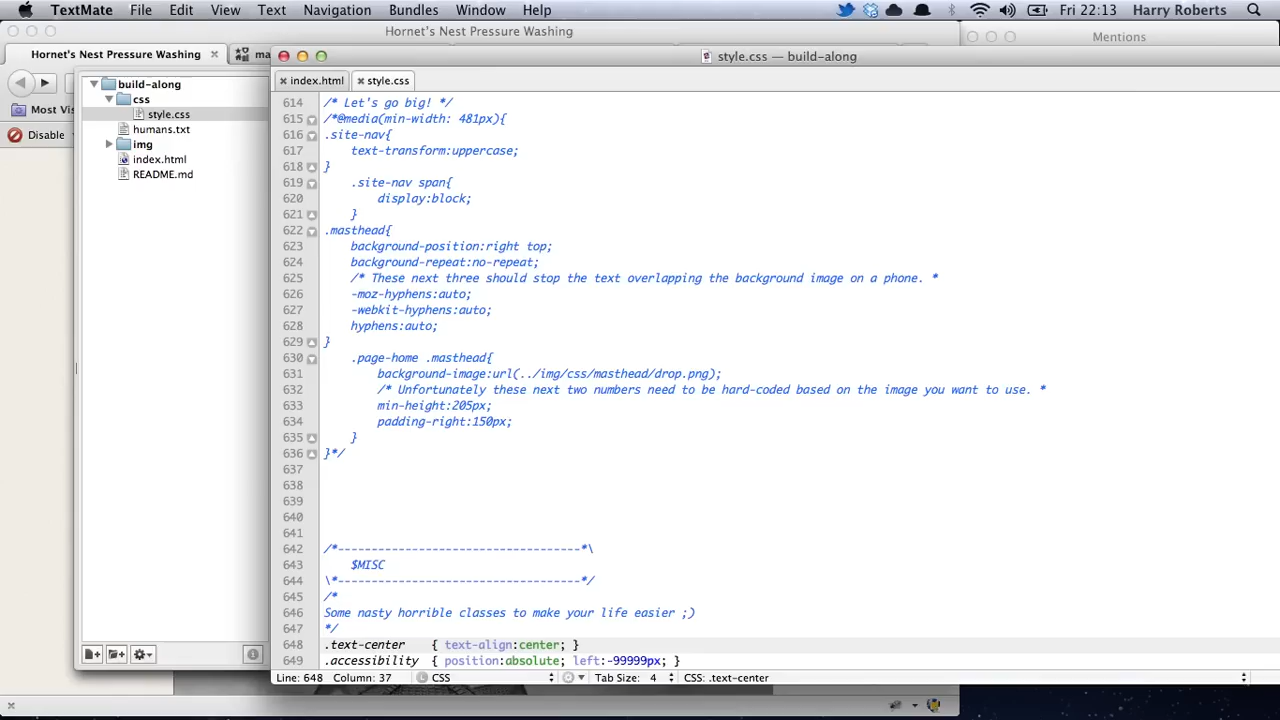 TextMate File Edit View Text Navigation Bundles Window Help Fri 22:13 Harry Roberts
Hornet's Nest Pressure Washing
Mentions
Hornet's Nest Pressure Washing
ma
style.css — build-along
Most Vis
Disable
build-along
css
style.css
humans.txt
img
index.html
README.md
index.html style.css
614 /* Let's go big! */
615 /*@media(min-width: 481px){
616 .site-nav{
617 text-transform:uppercase;
618 }
619 .site-nav span{
620 display:block;
621 }
622 .masthead{
623 background-position:right top;
624 background-repeat:no-repeat;
625 /* These next three should stop the text overlapping the background image on a phone. *
626 -moz-hyphens:auto;
627 -webkit-hyphens:auto;
628 hyphens:auto;
629 }
630 .page-home .masthead{
631 background-image:url(../img/css/masthead/drop.png);
632 /* Unfortunately these next two numbers need to be hard-coded based on the image you want to use. *
633 min-height:205px;
634 padding-right:150px;
635 }
636 }*/
637
638
639
640
641
642 /*------------------------------------*\
643 $MISC
644 \*------------------------------------*/
645 /*
646 Some nasty horrible classes to make your life easier ;)
647 */
648 .text-center { text-align:center; }
649 .accessibility { position:absolute; left:-99999px; }
Line: 648 Column: 37 CSS Tab Size: 4 CSS: .text-center